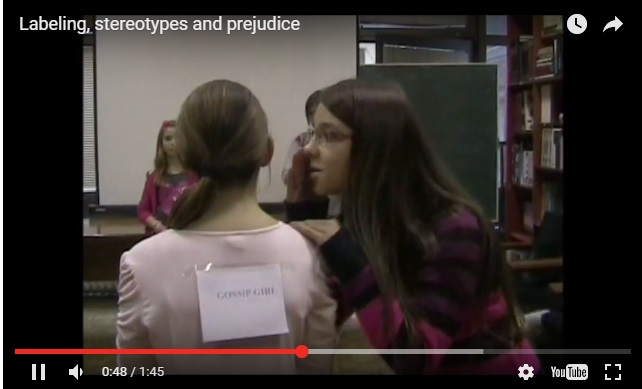 Labeling, stereotypes and prejudice
GOSSIP GIRL
0:48 / 1:45
YouTube